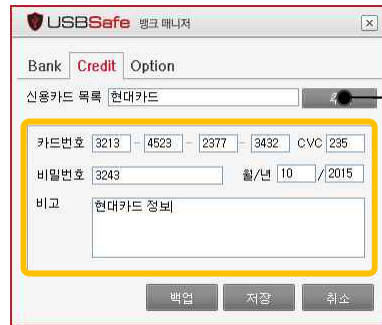 USBSafe 뱅크 매니저
Bank Credit Option
신용카드 목록 현대카드
카드번호 3213 - 4523 - 2377 - 3432 CVC 235
비밀번호 3243 월/년 10 / 2015
비고 현대카드 정보
백업 저장 취소